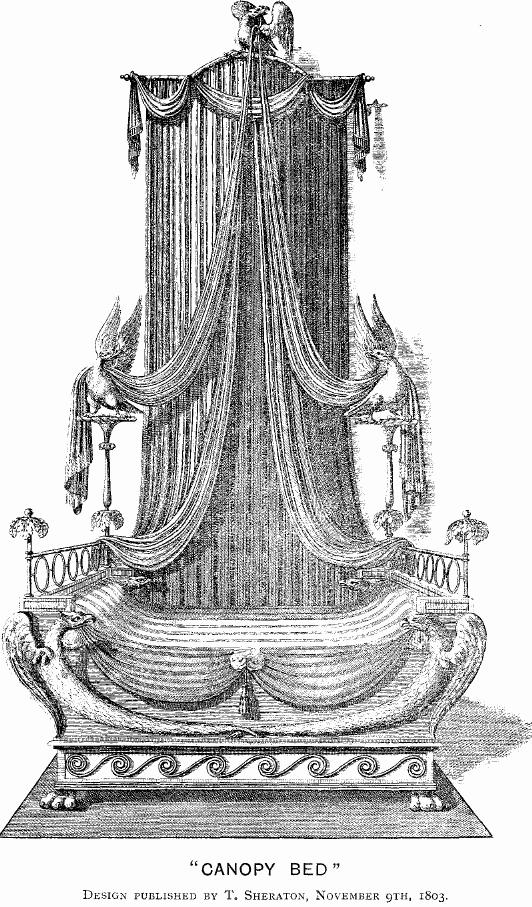 "CANOPY BED"
Design published by T. Sheraton, November 9th, 1803.